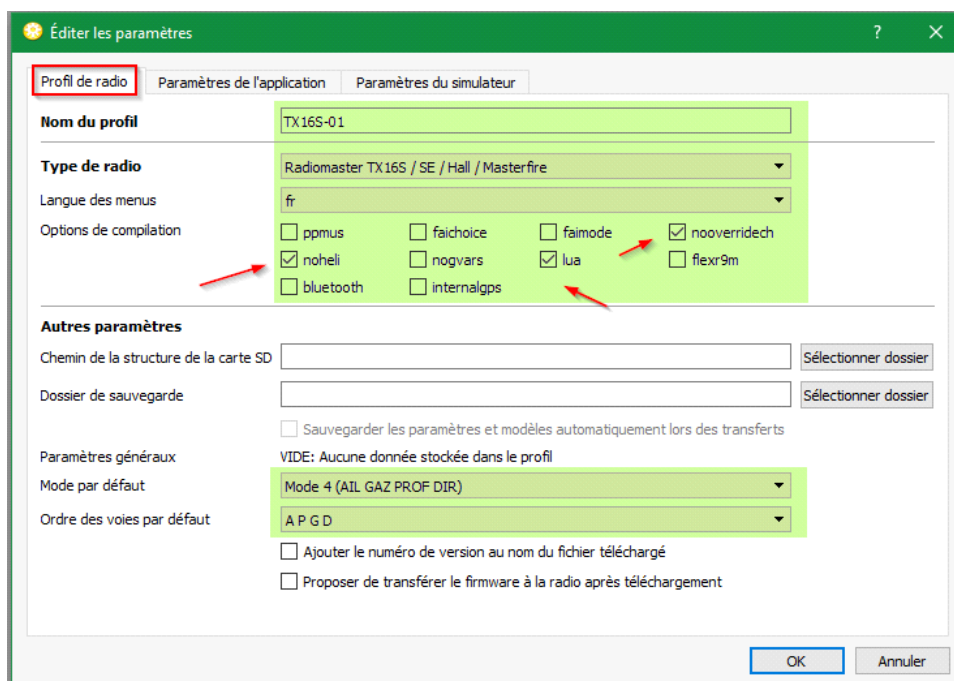 Éditer les paramètres ?
Profil de radio Paramètres de l'application Paramètres du simulateur
Nom du profil TX16S-01
Type de radio Radiomaster TX16S / SE / Hall / Masterfire
Langue des menus fr
Options de compilation ppmus faichoice faimode nooverridech
noheli nogvars lua flexr9m
bluetooth internalgps
Autres paramètres
Chemin de la structure de la carte SD Sélectionner dossier
Dossier de sauvegarde Sélectionner dossier
Sauvegarder les paramètres et modèles automatiquement lors des transferts
Paramètres généraux VIDE: Aucune donnée stockée dans le profil
Mode par défaut Mode 4 (AIL GAZ PROF DIR)
Ordre des voies par défaut A P G D
Ajouter le numéro de version au nom du fichier téléchargé
Proposer de transférer le firmware à la radio après téléchargement
OK Annuler